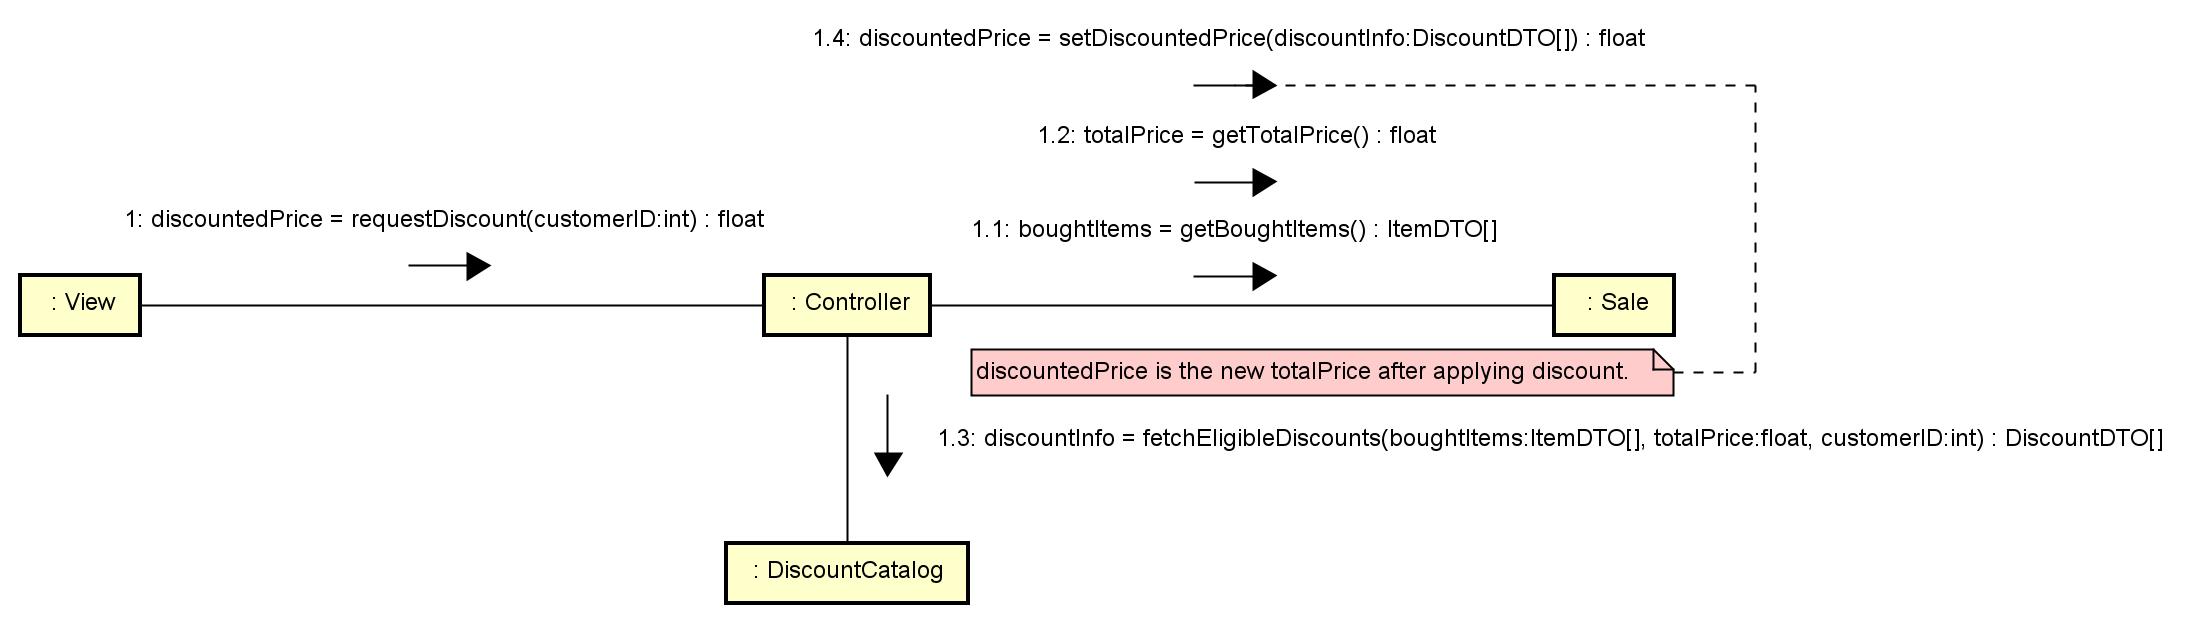 1.4: discountedPrice = setDiscountedPrice(discountInfo:DiscountDTO[]) : float
1.2: totalPrice = getTotalPrice() : float
1: discountedPrice = requestDiscount(customerID:int) : float
1.1: boughtItems = getBoughtItems() : ItemDTO[]
: View
: Controller
: Sale
discountedPrice is the new totalPrice after applying discount.
1.3: discountInfo = fetchEligibleDiscounts(boughtItems:ItemDTO[], totalPrice:float, customerID:int) : DiscountDTO[]
: DiscountCatalog